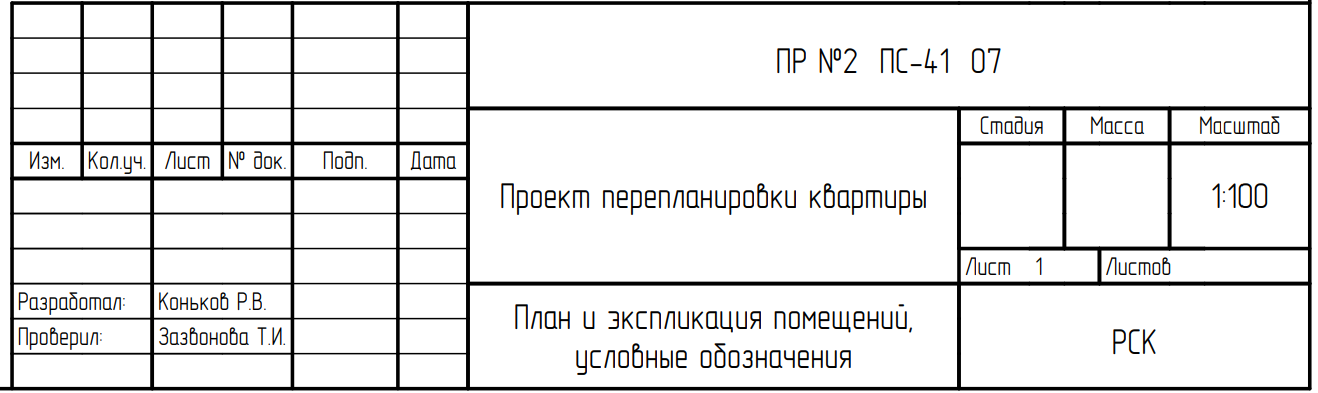 ПР №2 ПС-41 07
Стадия Масса Масштаб
Изм. Кол.уч. Лист № док. Подп. Дата
Проект перепланировки квартиры
1:100
Лист 1 Листов
Разработал: Коньков Р.В.
Проверил: Зазвонова Т.И.
План и экспликация помещений,
условные обозначения
РСК